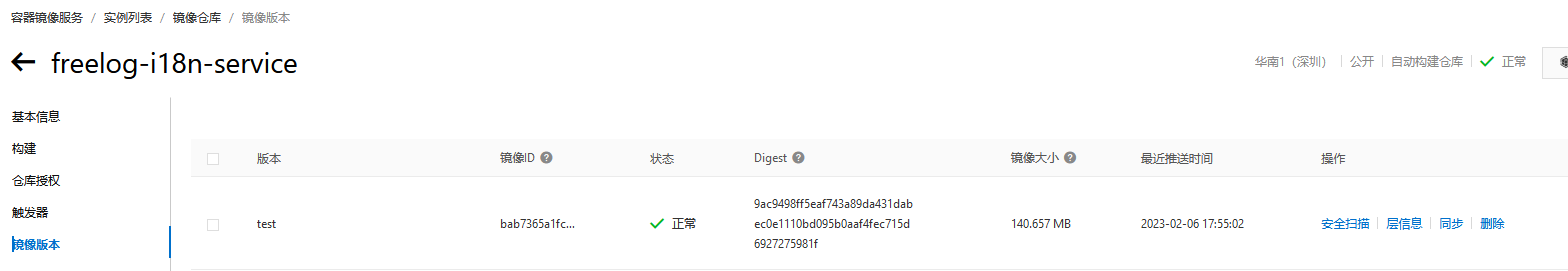 容器镜像服务 / 实例列表 / 镜像仓库 / 镜像版本
freelog-i18n-service
华南1（深圳） 公开 自动构建仓库 正常
基本信息
构建
仓库授权
触发器
镜像版本
版本 镜像ID 状态 Digest 镜像大小 最近推送时间 操作
test bab7365a1fc... 正常 9ac9498ff5eaf743a89da431dab
ec0e1110bd095b0aaf4fec715d
6927275981f
140.657 MB 2023-02-06 17:55:02 安全扫描 层信息 同步 删除